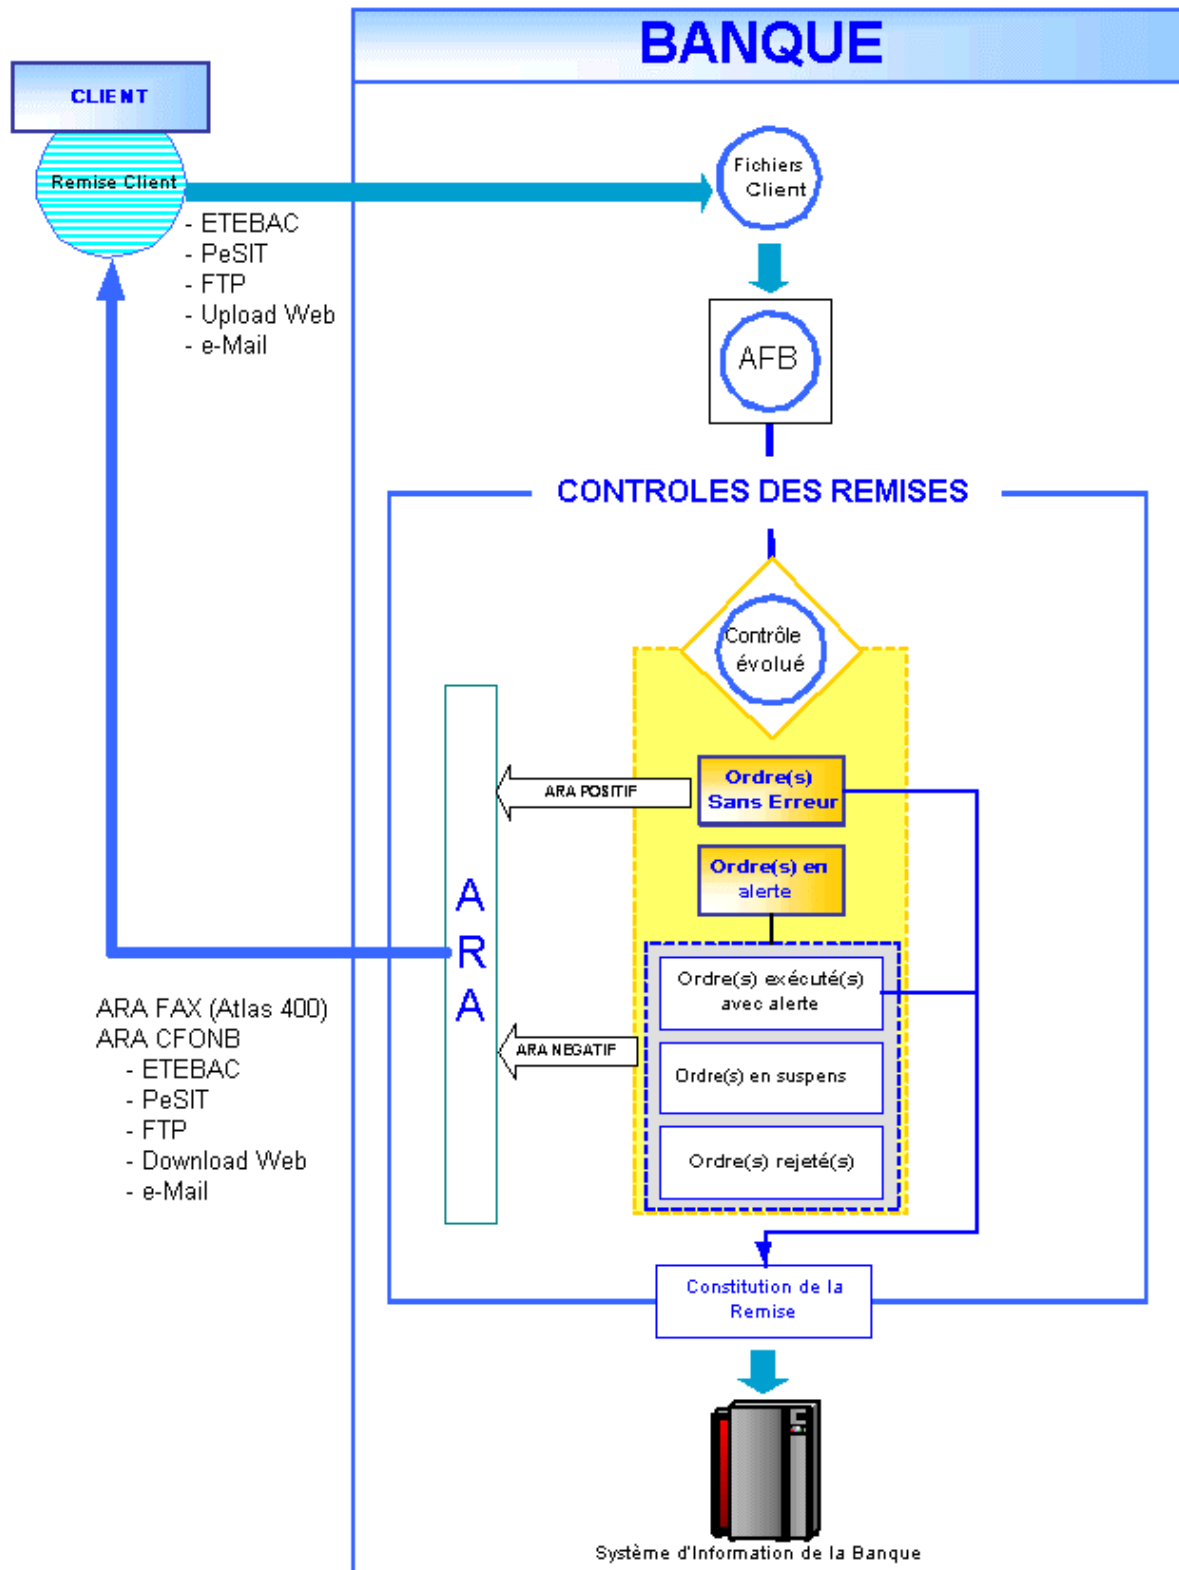 BANQUE
CLIENT
Remise Client
- ETEBAC
- PeSIT
- FTP
- Upload Web
- e-Mail
Fichiers
Client
AFB
CONTROLES DES REMISES
Contrôle
évolué
Ordre(s)
Sans Erreur
ARA POSITIF
Ordre(s) en
alerte
A
R
A
Ordre(s) exécuté(s)
avec alerte
ARA NEGATIF
Ordre(s) en suspens
Ordre(s) rejeté(s)
ARA FAX (Atlas 400)
ARA CFONB
- ETEBAC
- PeSIT
- FTP
- Download Web
- e-Mail
Constitution de la
Remise
Système d'Information de la Banque